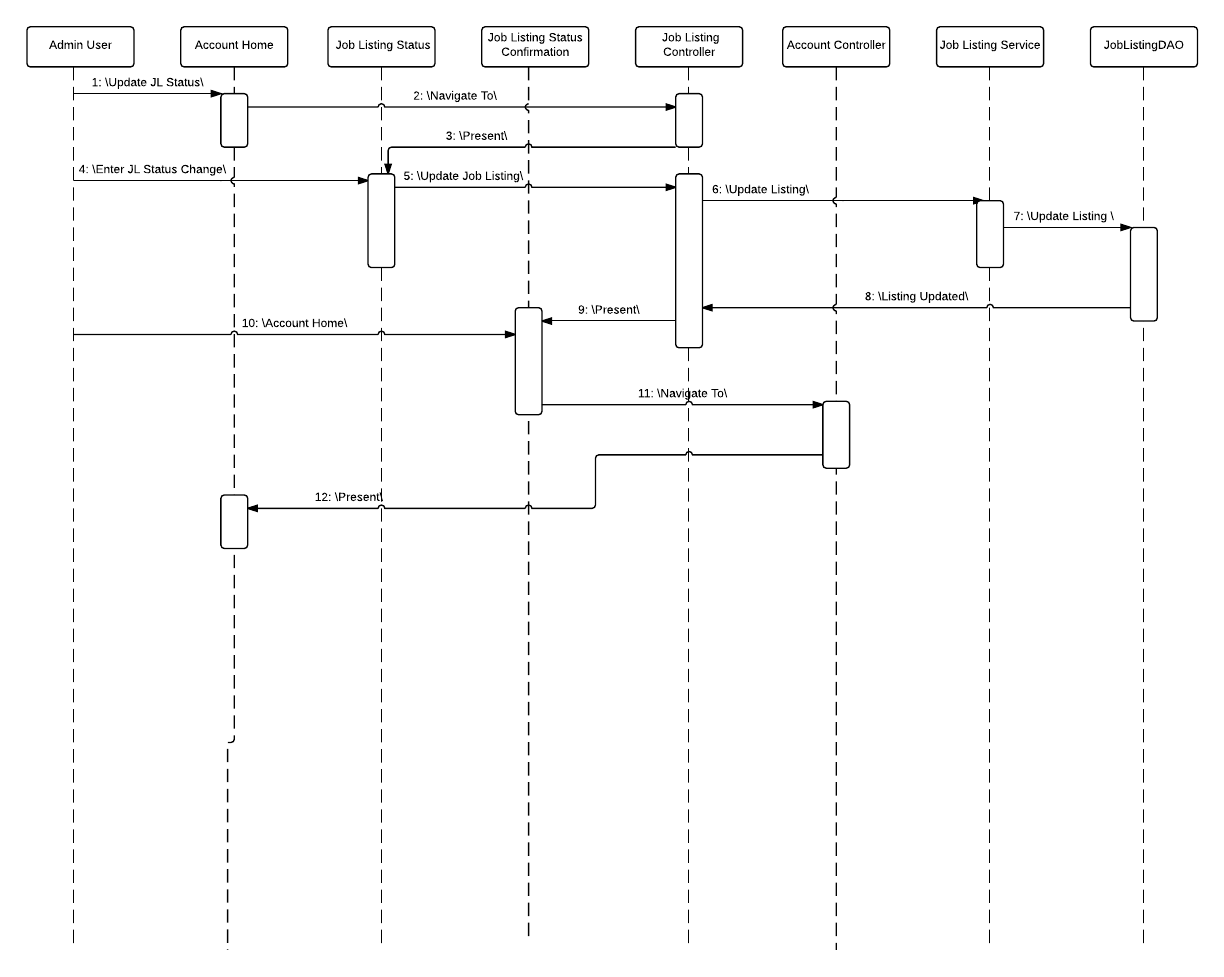 Admin User
Account Home
Job Listing Status
Job Listing Status
Confirmation
Job Listing
Controller
Account Controller
Job Listing Service
JobListingDAO
1: \Update JL Status\
2: \Navigate To\
3: \Present\
4: \Enter JL Status Change\
5: \Update Job Listing\
6: \Update Listing\
7: \Update Listing \
8: \Listing Updated\
9: \Present\
10: \Account Home\
11: \Navigate To\
12: \Present\